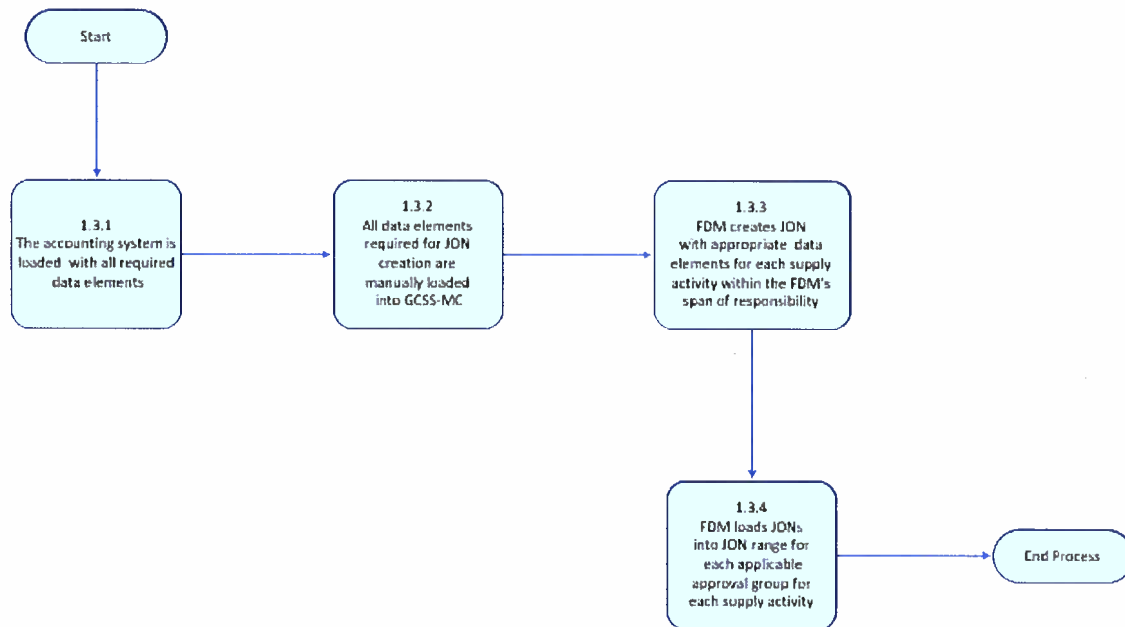 Start
1.3.1
The accounting system is
loaded with all required
data elements
1.3.2
All data elements
required for JON
creation are
manually loaded
into GCSS-MC
1.3.3
FDM creates JON
with appropriate data
elements for each supply
activity within the FDM's
span of responsibility
1.3.4
FDM loads JONs
into JON range for
each applicable
approval group for
each supply activity
End Process